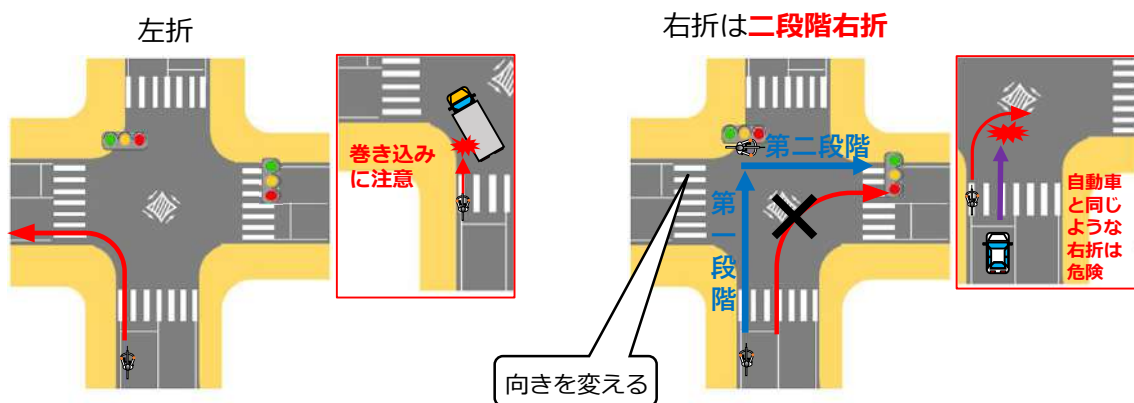 左折
巻き込み
に注意
右折は二段階右折
第二段階
第一段階
向きを変える
自動車
と同じ
ような
右折は
危険